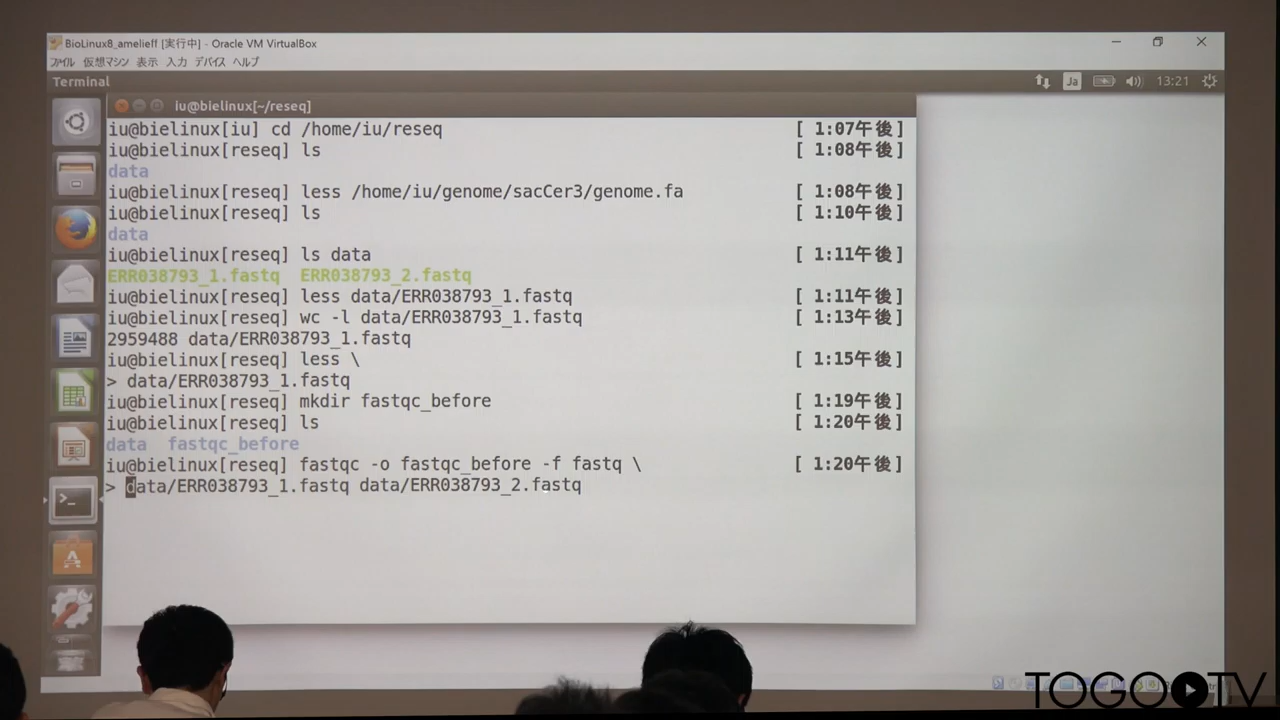 BioLinux8_amelieff [実行中] - Oracle VM VirtualBox
ファイル 仮想マシン 表示 入力 デバイス ヘルプ
Terminal
Ja 13:21
iu@bielinux[~/reseq]
iu@bielinux[iu] cd /home/iu/reseq [ 1:07午後]
iu@bielinux[reseq] ls [ 1:08午後]
data
iu@bielinux[reseq] less /home/iu/genome/sacCer3/genome.fa [ 1:08午後]
iu@bielinux[reseq] ls [ 1:10午後]
data
iu@bielinux[reseq] ls data [ 1:11午後]
ERR038793_1.fastq ERR038793_2.fastq
iu@bielinux[reseq] less data/ERR038793_1.fastq [ 1:11午後]
iu@bielinux[reseq] wc -l data/ERR038793_1.fastq [ 1:13午後]
2959488 data/ERR038793_1.fastq
iu@bielinux[reseq] less \ [ 1:15午後]
> data/ERR038793_1.fastq
iu@bielinux[reseq] mkdir fastqc_before [ 1:19午後]
iu@bielinux[reseq] ls [ 1:20午後]
data fastqc_before
iu@bielinux[reseq] fastqc -o fastqc_before -f fastq \ [ 1:20午後]
> data/ERR038793_1.fastq data/ERR038793_2.fastq
TOGOTV